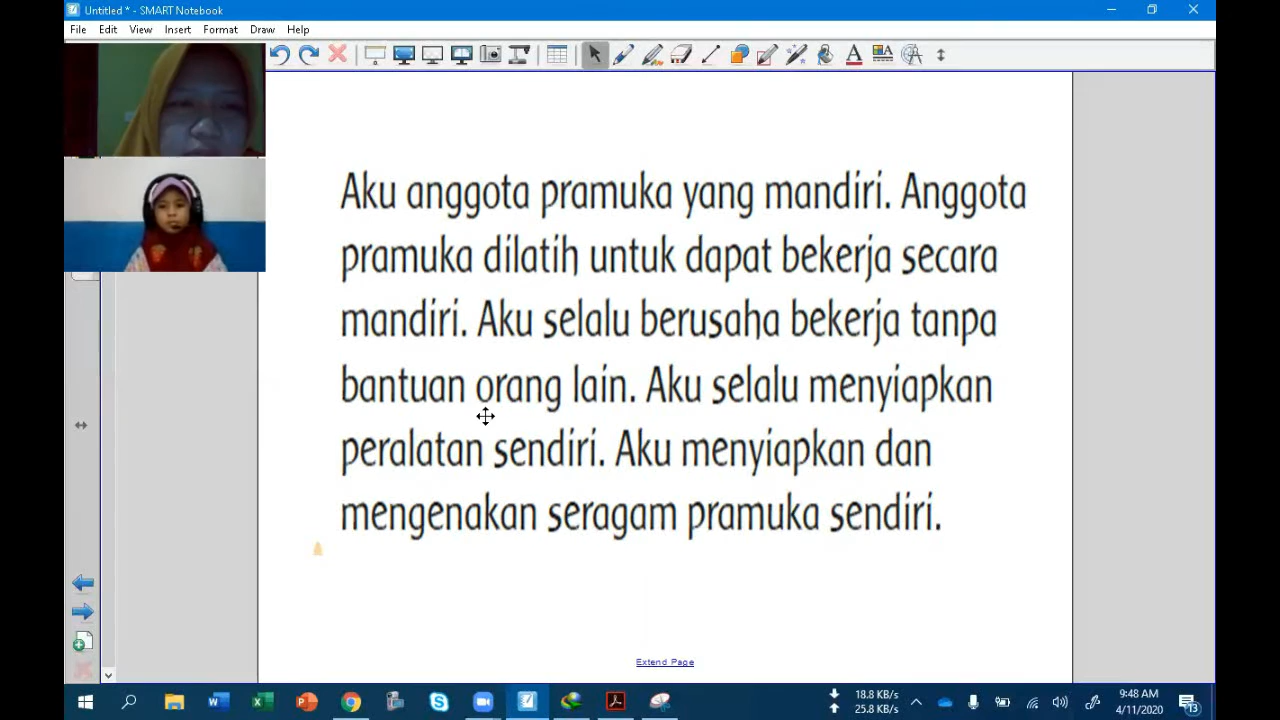 Untitled * - SMART Notebook
File Edit View Insert Format Draw Help
Aku anggota pramuka yang mandiri. Anggota
pramuka dilatih untuk dapat bekerja secara
mandiri. Aku selalu berusaha bekerja tanpa
bantuan orang lain. Aku selalu menyiapkan
peralatan sendiri. Aku menyiapkan dan
mengenakan seragam pramuka sendiri.
Extend Page
18.8 KB/s
25.8 KB/s
9:48 AM
4/11/2020
13